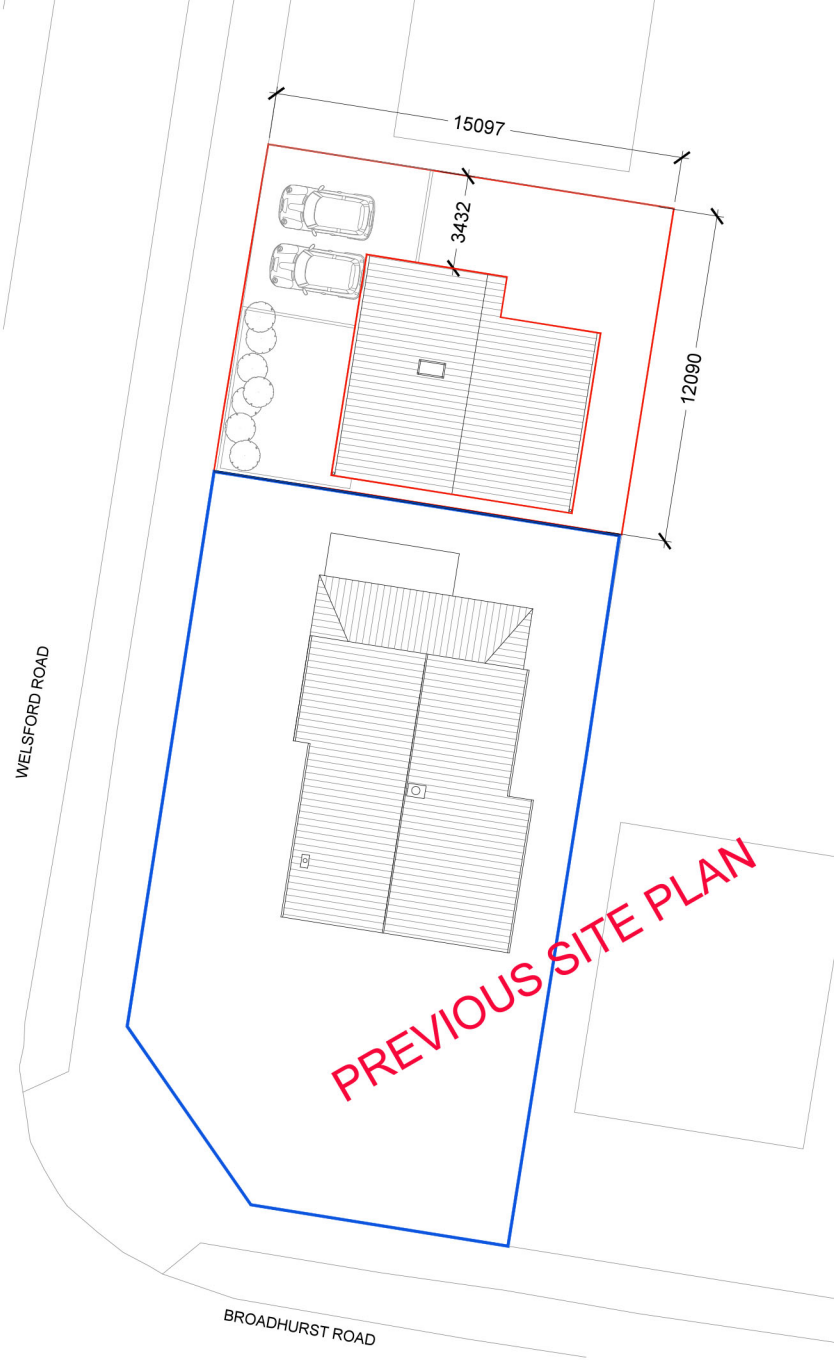 15097
3432
12090
WELSFORD ROAD
PREVIOUS SITE PLAN
BROADHURST ROAD